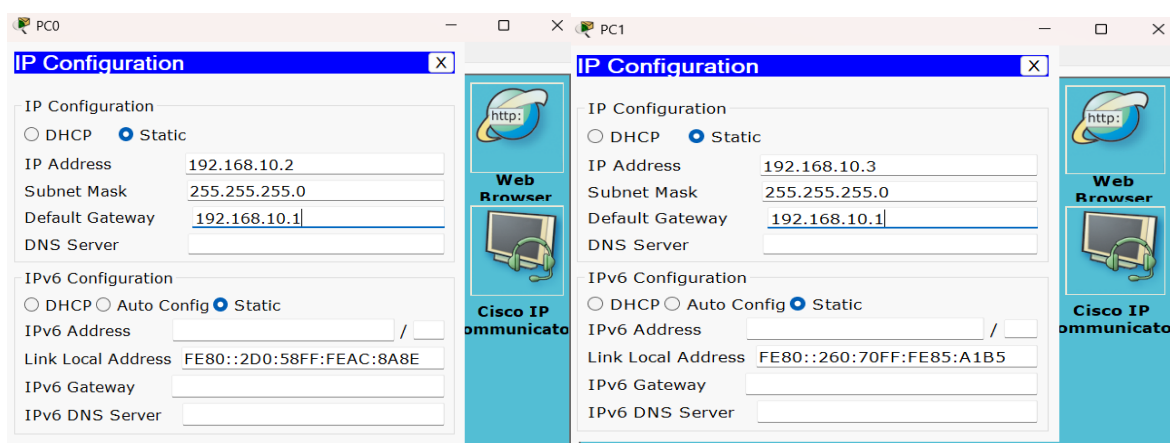 PC0
IP Configuration X
IP Configuration
DHCP Static
IP Address 192.168.10.2
Subnet Mask 255.255.255.0
Default Gateway 192.168.10.1
DNS Server
IPv6 Configuration
DHCP Auto Config Static
IPv6 Address /
Link Local Address FE80::2D0:58FF:FEAC:8A8E
IPv6 Gateway
IPv6 DNS Server
http:
Web
Browser
Cisco IP
ommunicato
PC1
IP Configuration X
IP Configuration
DHCP Static
IP Address 192.168.10.3
Subnet Mask 255.255.255.0
Default Gateway 192.168.10.1
DNS Server
IPv6 Configuration
DHCP Auto Config Static
IPv6 Address /
Link Local Address FE80::260:70FF:FE85:A1B5
IPv6 Gateway
IPv6 DNS Server
http:
Web
Browser
Cisco IP
ommunicato